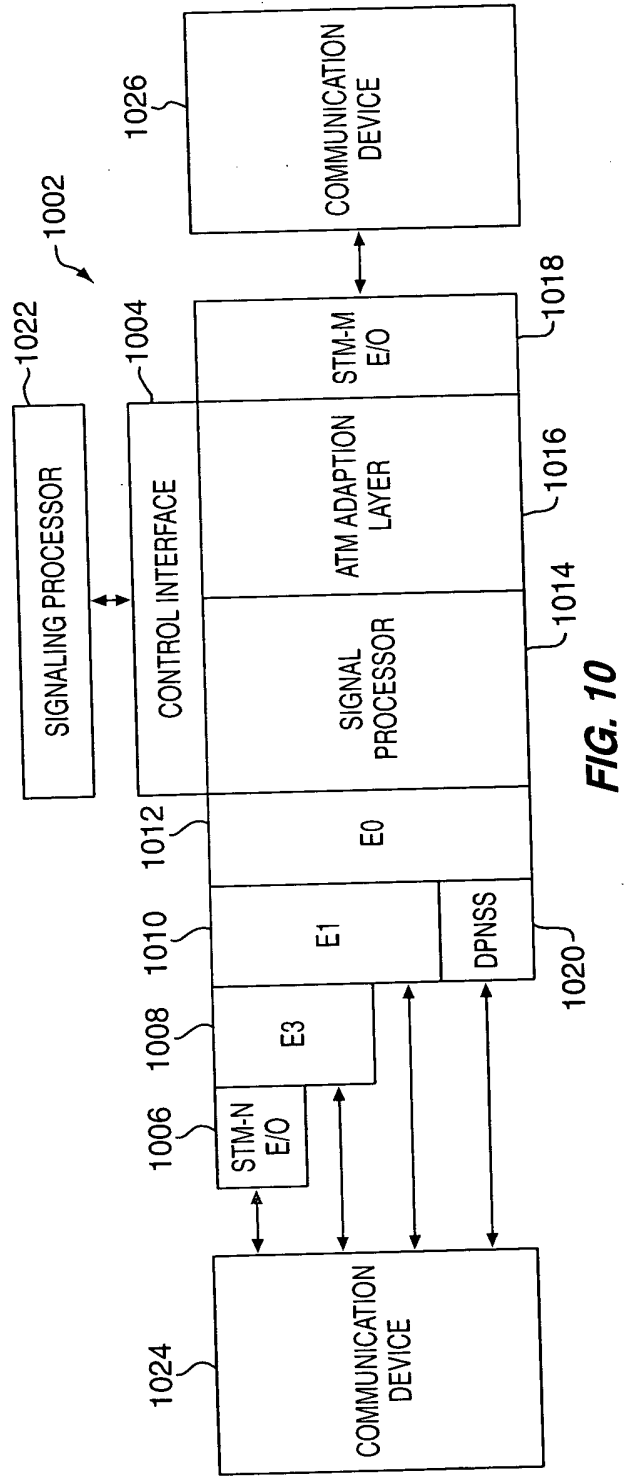 1022
SIGNALING PROCESSOR
1002
1004
CONTROL INTERFACE
1026
COMMUNICATION
DEVICE
1024
COMMUNICATION
DEVICE
1006
STM-N
E/O
1008
E3
1010
E1
1012
E0
DPNSS
1020
SIGNAL
PROCESSOR
1014
ATM ADAPTION
LAYER
1016
STM-M
E/O
1018
FIG. 10